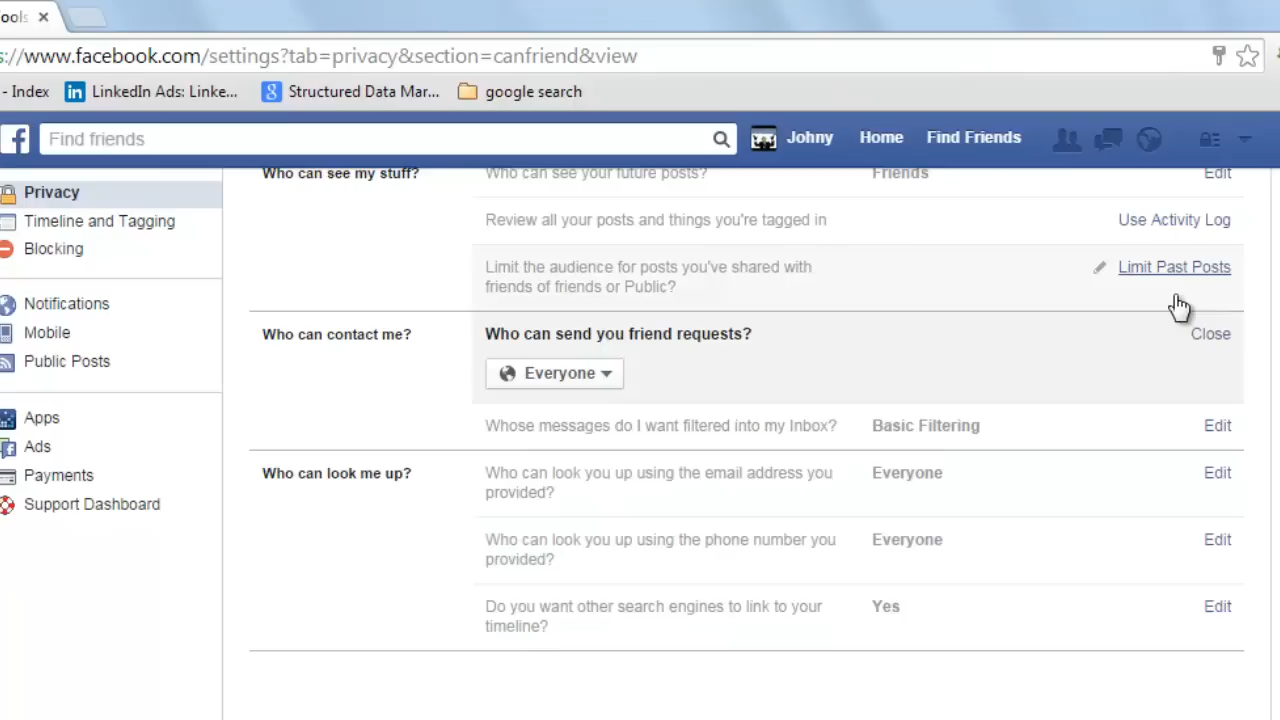 ools
s://www.facebook.com/settings?tab=privacy&section=canfriend&view
- Index LinkedIn Ads: Linke... Structured Data Mar... google search
Find friends Johny Home Find Friends
Privacy
Timeline and Tagging
Blocking
Notifications
Mobile
Public Posts
Apps
Ads
Payments
Support Dashboard
Who can see my stuff? Who can see your future posts? Friends Edit
Review all your posts and things you're tagged in Use Activity Log
Limit the audience for posts you've shared with Limit Past Posts
friends of friends or Public?
Who can contact me? Who can send you friend requests? Close
Everyone
Whose messages do I want filtered into my Inbox? Basic Filtering Edit
Who can look me up? Who can look you up using the email address you Everyone Edit
provided?
Who can look you up using the phone number you Everyone Edit
provided?
Do you want other search engines to link to your Yes Edit
timeline?